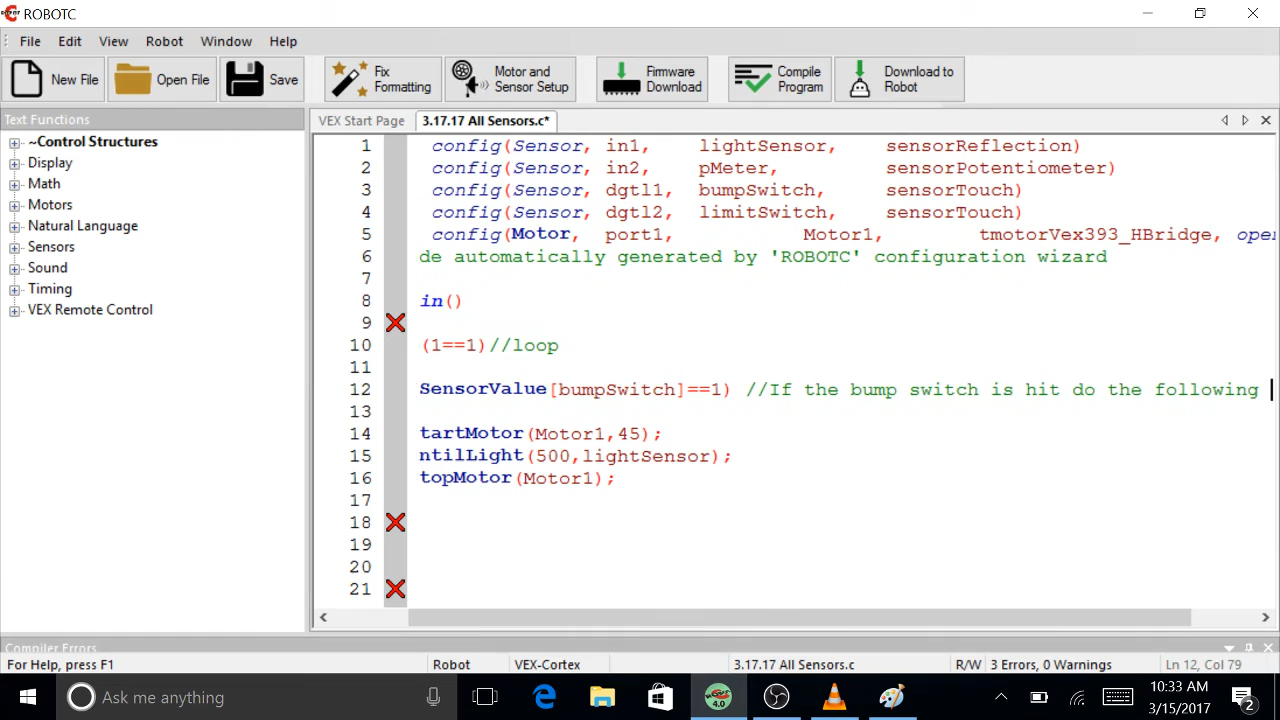 ROBOTC
File Edit View Robot Window Help
New File Open File Save Fix Formatting Motor and Sensor Setup Firmware Download Compile Program Download to Robot
Text Functions
VEX Start Page 3.17.17 All Sensors.c*
~Control Structures
Display
Math
Motors
Natural Language
Sensors
Sound
Timing
VEX Remote Control
1 config(Sensor, in1, lightSensor, sensorReflection)
2 config(Sensor, in2, pMeter, sensorPotentiometer)
3 config(Sensor, dgtl1, bumpSwitch, sensorTouch)
4 config(Sensor, dgtl2, limitSwitch, sensorTouch)
5 config(Motor, port1, Motor1, tmotorVex393_HBridge, oper
6 de automatically generated by 'ROBOTC' configuration wizard
7
8 in()
9
10 (1==1)//loop
11
12 SensorValue[bumpSwitch]==1) //If the bump switch is hit do the following
13
14 tartMotor(Motor1,45);
15 ntilLight(500,lightSensor);
16 topMotor(Motor1);
17
18
19
20
21
Compiler Errors
For Help, press F1 Robot VEX-Cortex 3.17.17 All Sensors.c R/W 3 Errors, 0 Warnings Ln 12, Col 79
Ask me anything
4.0
10:33 AM
3/15/2017
2